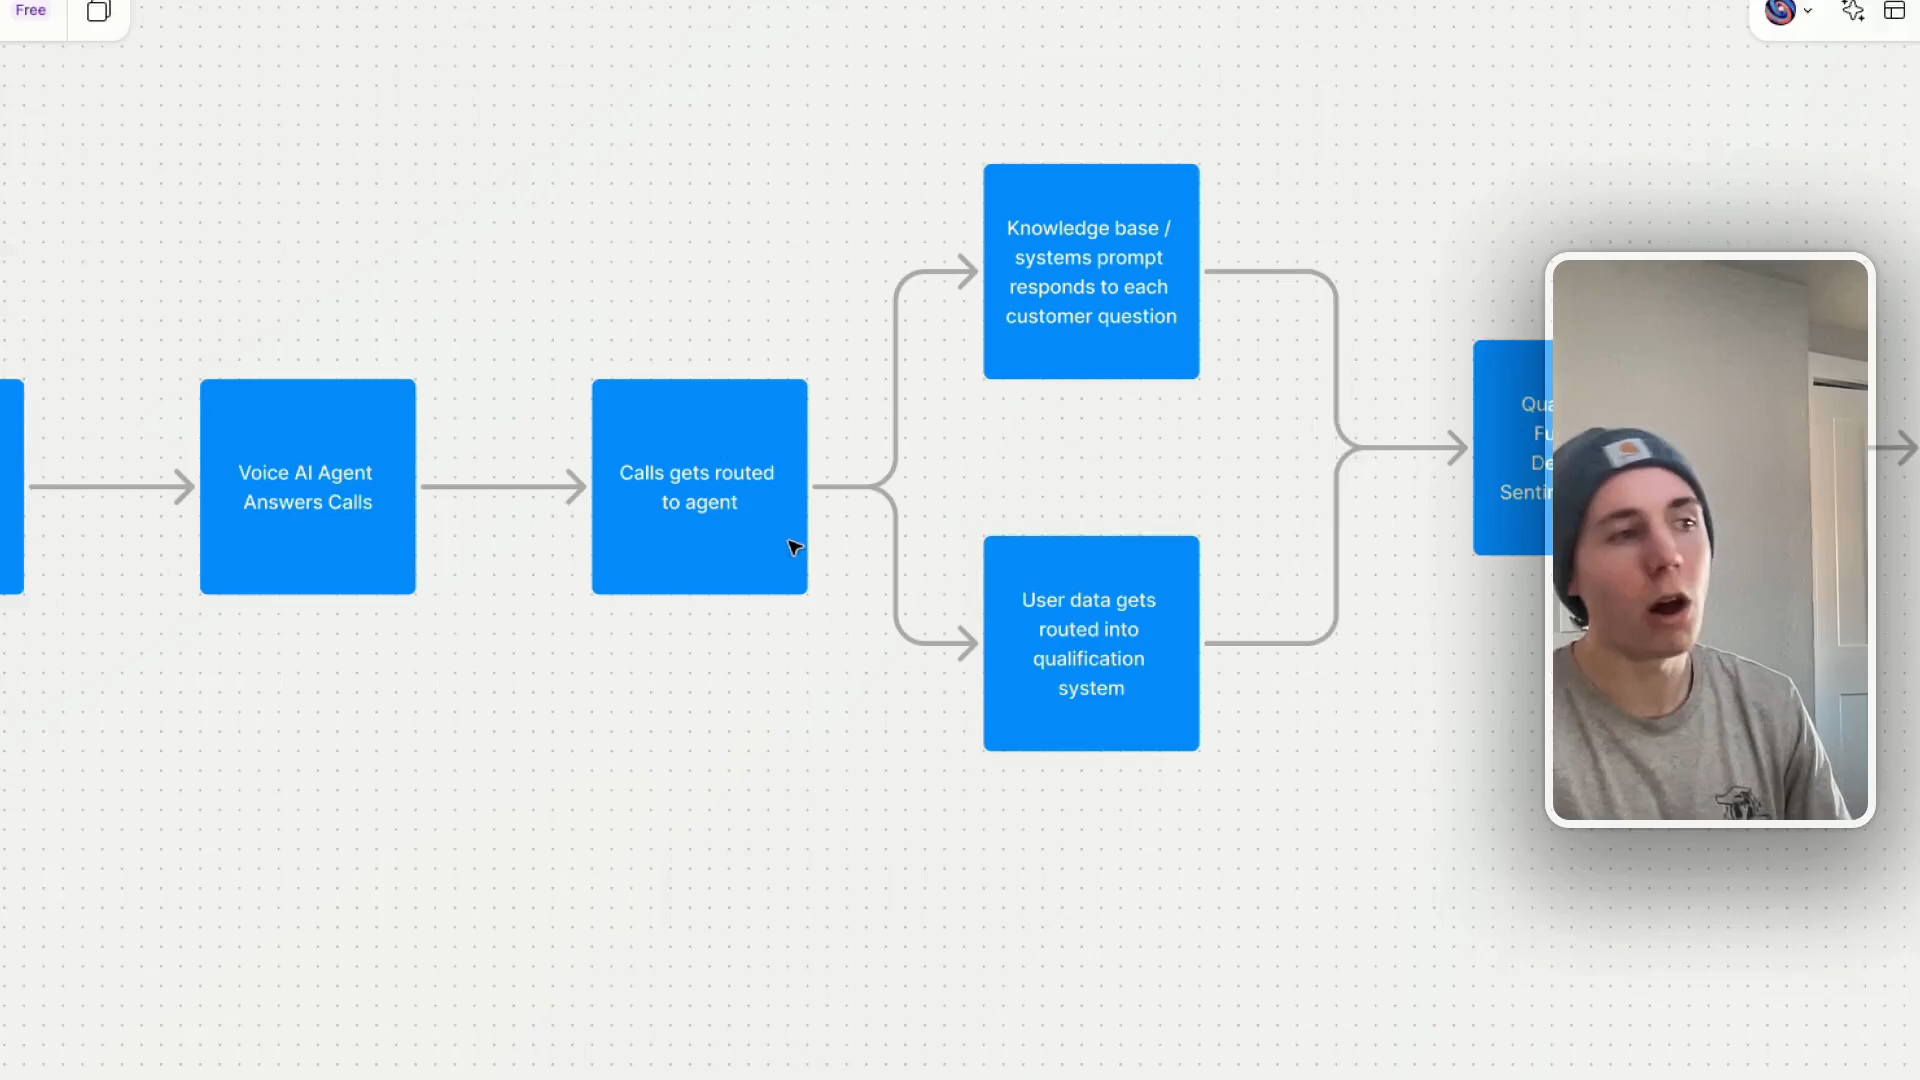 Free
Voice AI Agent
Answers Calls
Calls gets routed
to agent
Knowledge base /
systems prompt
responds to each
customer question
User data gets
routed into
qualification
system